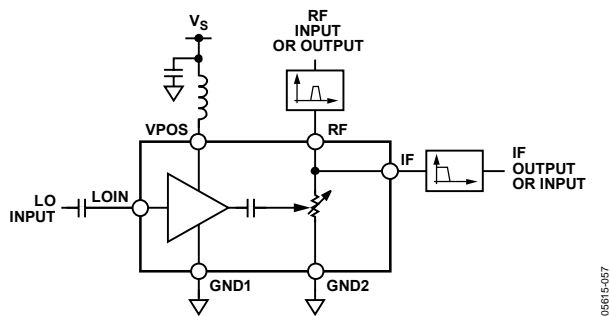 VS
RF
INPUT
OR OUTPUT
VPOS
RF
IF
IF
OUTPUT
OR INPUT
LO
INPUT
LOIN
GND1
GND2
05615-057